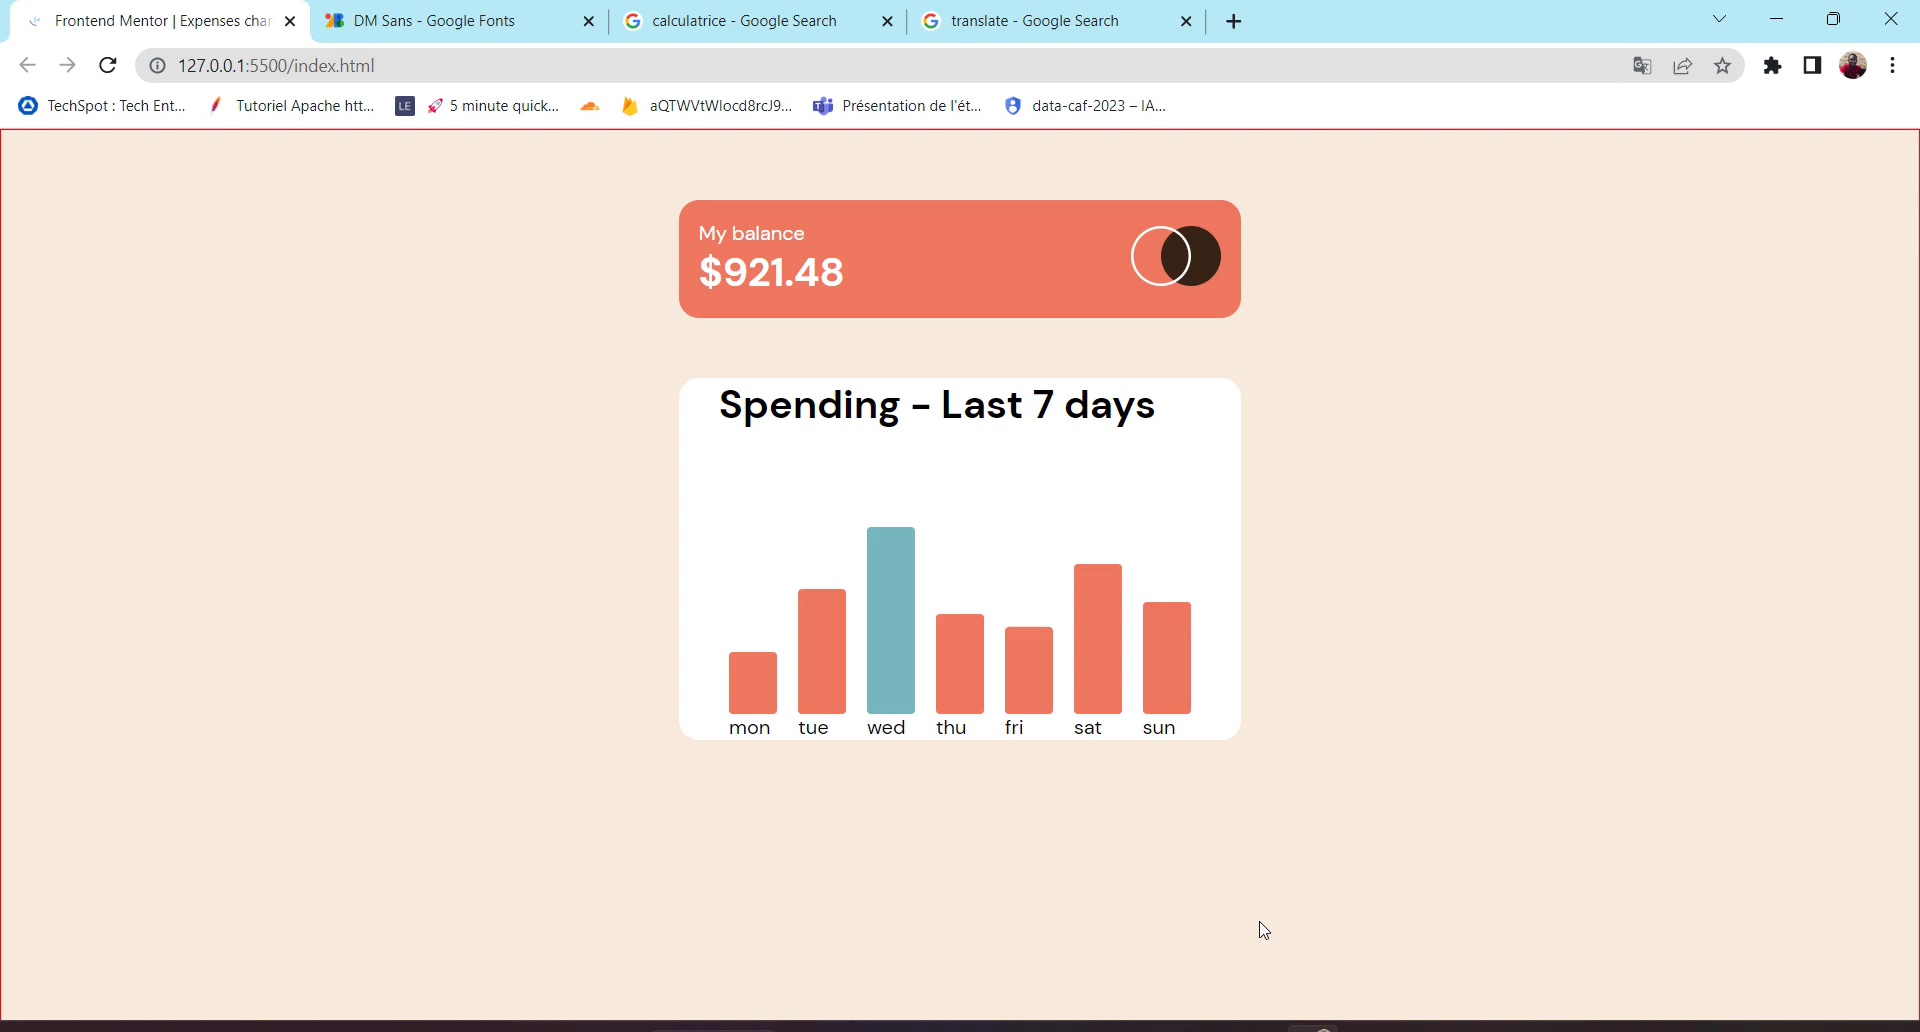 Frontend Mentor | Expenses char
DM Sans - Google Fonts
calculatrice - Google Search
translate - Google Search
127.0.0.1:5500/index.html
TechSpot : Tech Ent...
Tutoriel Apache htt...
LE
5 minute quick...
aQTWVtWlocd8rcJ9...
Présentation de l'ét...
data-caf-2023 – IA...
My balance
$921.48
Spending - Last 7 days
mon tue wed thu fri sat sun